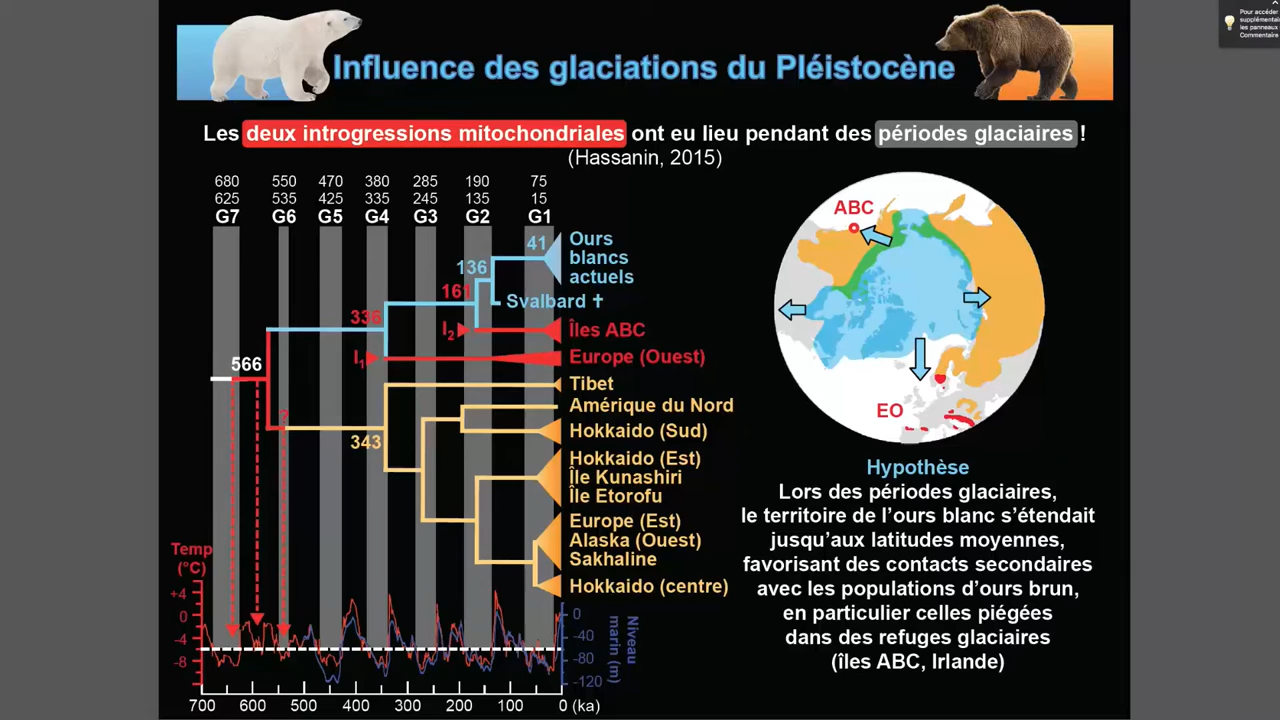 Pour accéder
supplémentai
les panneaux
Commentaire
Influence des glaciations du Pléistocène
Les deux introgressions mitochondriales ont eu lieu pendant des périodes glaciaires !
(Hassanin, 2015)
680 550 470 380 285 190 75
625 535 425 335 245 135 15
G7 G6 G5 G4 G3 G2 G1
ABC
41
Ours
blancs
actuels
136
161
Svalbard ✝
336
I2
Îles ABC
I1
Europe (Ouest)
566
Tibet
Amérique du Nord
?
343
Hokkaido (Sud)
EO
Hokkaido (Est)
Île Kunashiri
Île Etorofu
Europe (Est)
Alaska (Ouest)
Sakhaline
Hokkaido (centre)
Hypothèse
Lors des périodes glaciaires,
le territoire de l'ours blanc s'étendait
jusqu'aux latitudes moyennes,
favorisant des contacts secondaires
avec les populations d'ours brun,
en particulier celles piégées
dans des refuges glaciaires
(îles ABC, Irlande)
Temp
(°C)
+4
0
-4
-8
0
-40
-80
-120
Niveau
marin (m)
700 600 500 400 300 200 100 0 (ka)